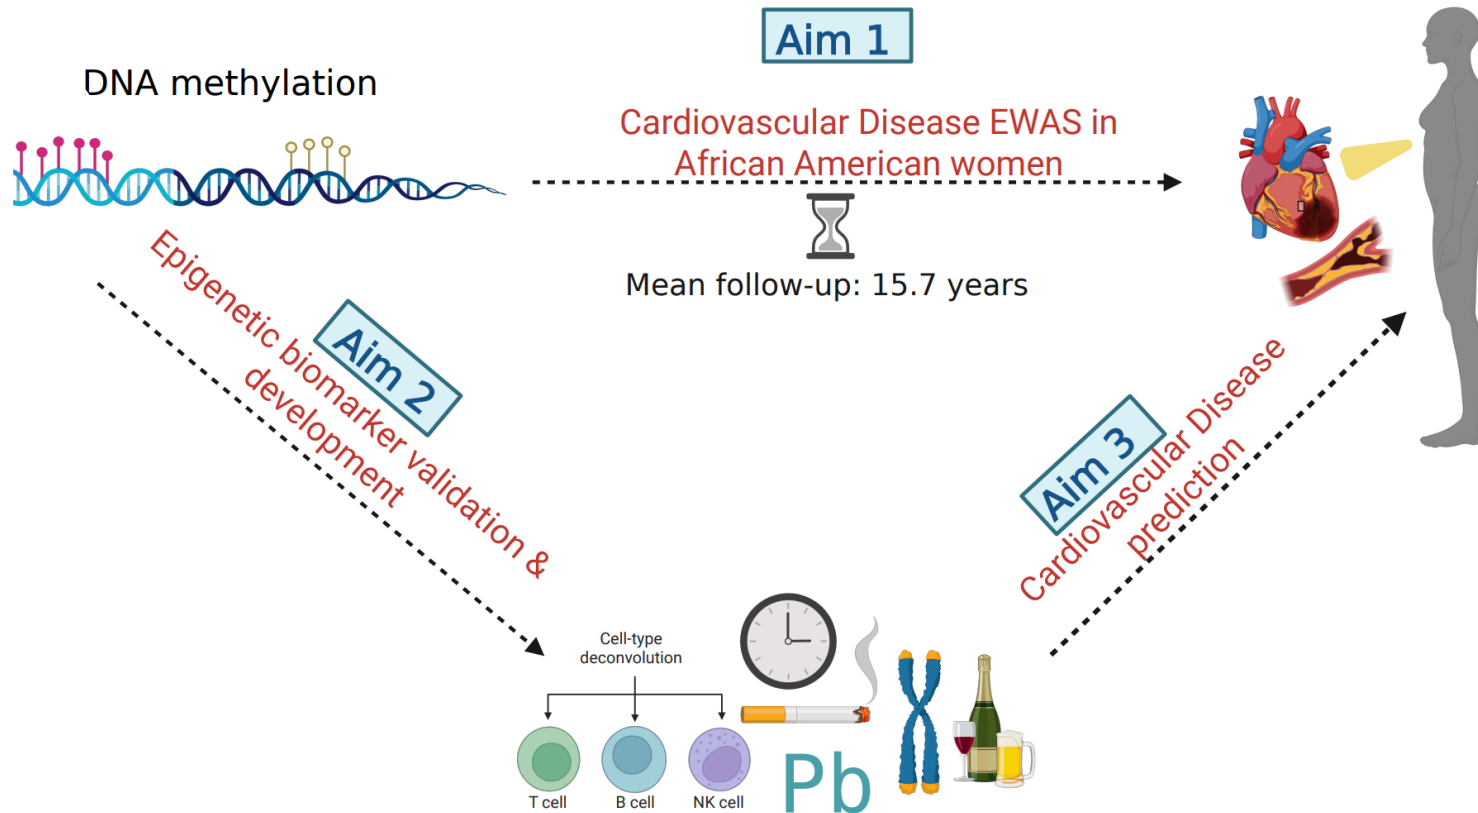 Aim 1
DNA methylation
Cardiovascular Disease EWAS in
African American women
Mean follow-up: 15.7 years
Aim 2
Epigenetic biomarker validation &
development
Aim 3
Cardiovascular Disease
prediction
Cell-type
deconvolution
T cell
B cell
NK cell
Pb